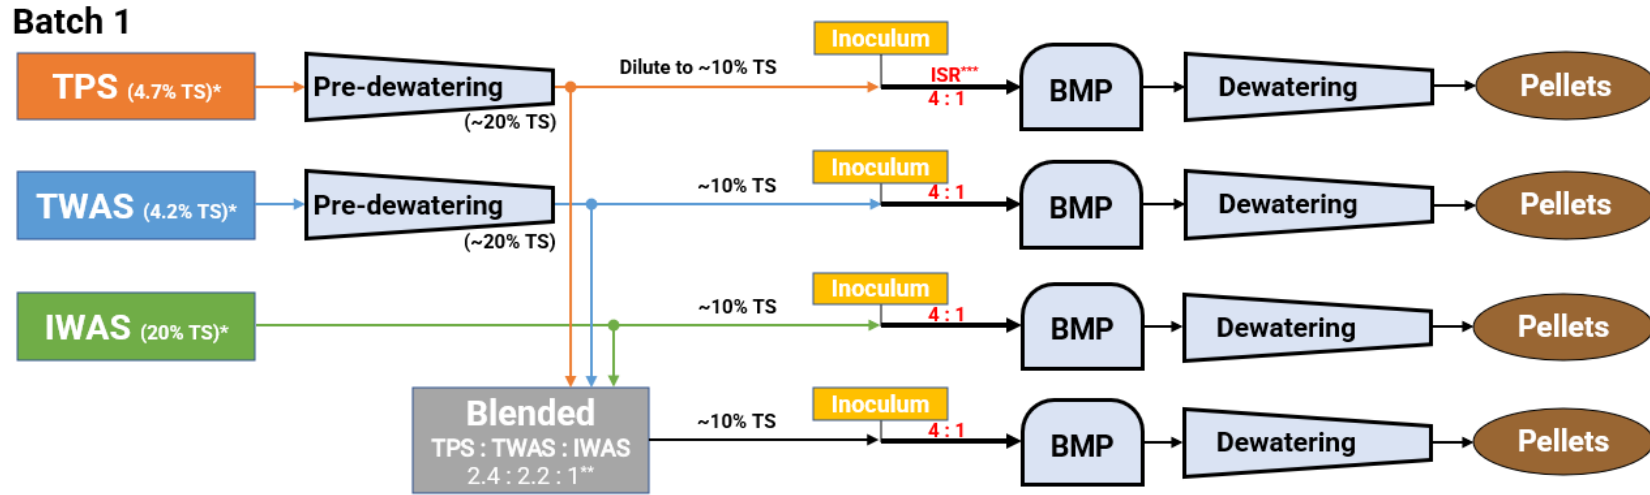 Batch 1
TPS (4.7% TS)*
Pre-dewatering
(~20% TS)
Dilute to ~10% TS
Inoculum
ISR***
4 : 1
BMP
Dewatering
Pellets
TWAS (4.2% TS)*
Pre-dewatering
(~20% TS)
~10% TS
Inoculum
4 : 1
BMP
Dewatering
Pellets
IWAS (20% TS)*
~10% TS
Inoculum
4 : 1
BMP
Dewatering
Pellets
Blended
TPS : TWAS : IWAS
2.4 : 2.2 : 1**
~10% TS
Inoculum
4 : 1
BMP
Dewatering
Pellets